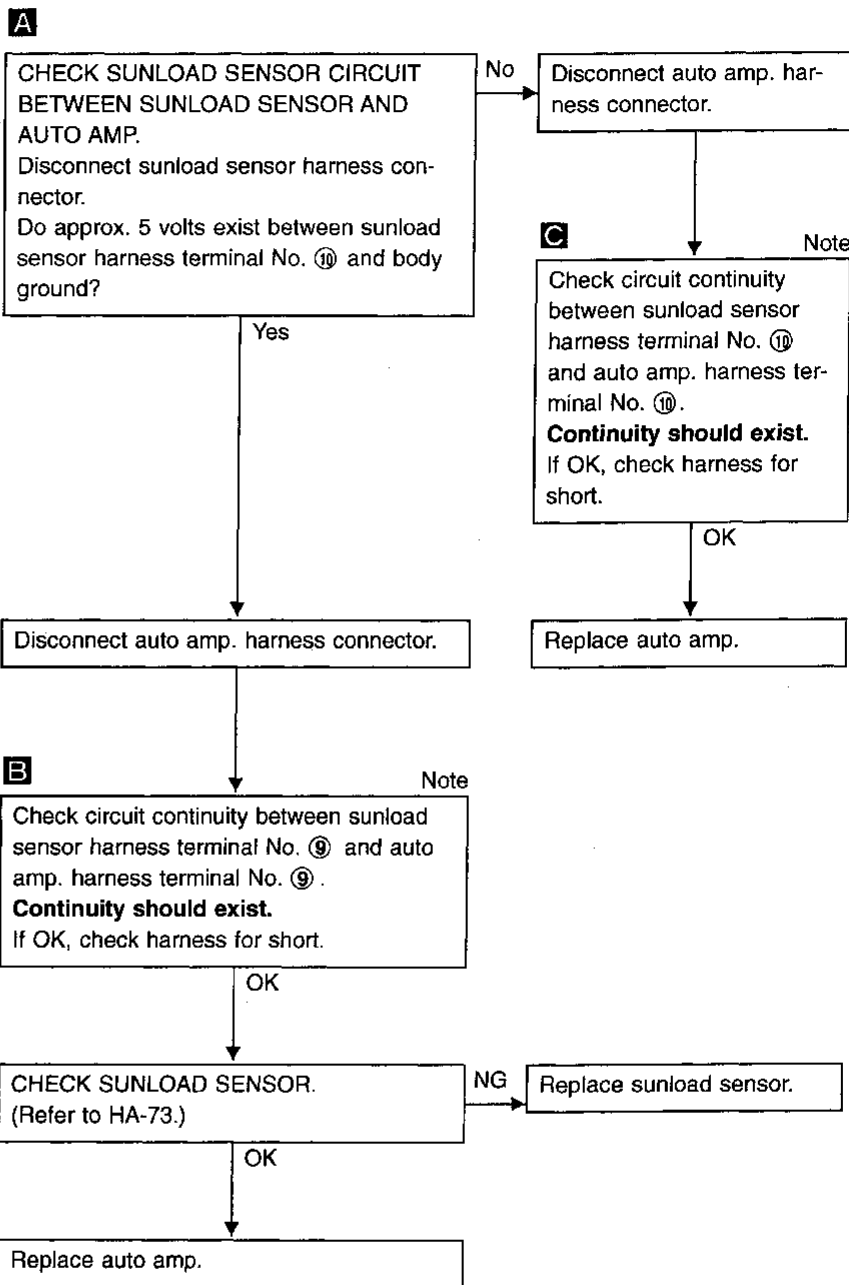 A
CHECK SUNLOAD SENSOR CIRCUIT
BETWEEN SUNLOAD SENSOR AND
AUTO AMP.
Disconnect sunload sensor harness con-
nector.
Do approx. 5 volts exist between sunload
sensor harness terminal No. ⑩ and body
ground?
No
Disconnect auto amp. har-
ness connector.
Yes
C
Note
Check circuit continuity
between sunload sensor
harness terminal No. ⑩
and auto amp. harness ter-
minal No. ⑩.
Continuity should exist.
If OK, check harness for
short.
OK
Replace auto amp.
Disconnect auto amp. harness connector.
B
Note
Check circuit continuity between sunload
sensor harness terminal No. ⑨ and auto
amp. harness terminal No. ⑨.
Continuity should exist.
If OK, check harness for short.
OK
CHECK SUNLOAD SENSOR.
(Refer to HA-73.)
NG
Replace sunload sensor.
OK
Replace auto amp.